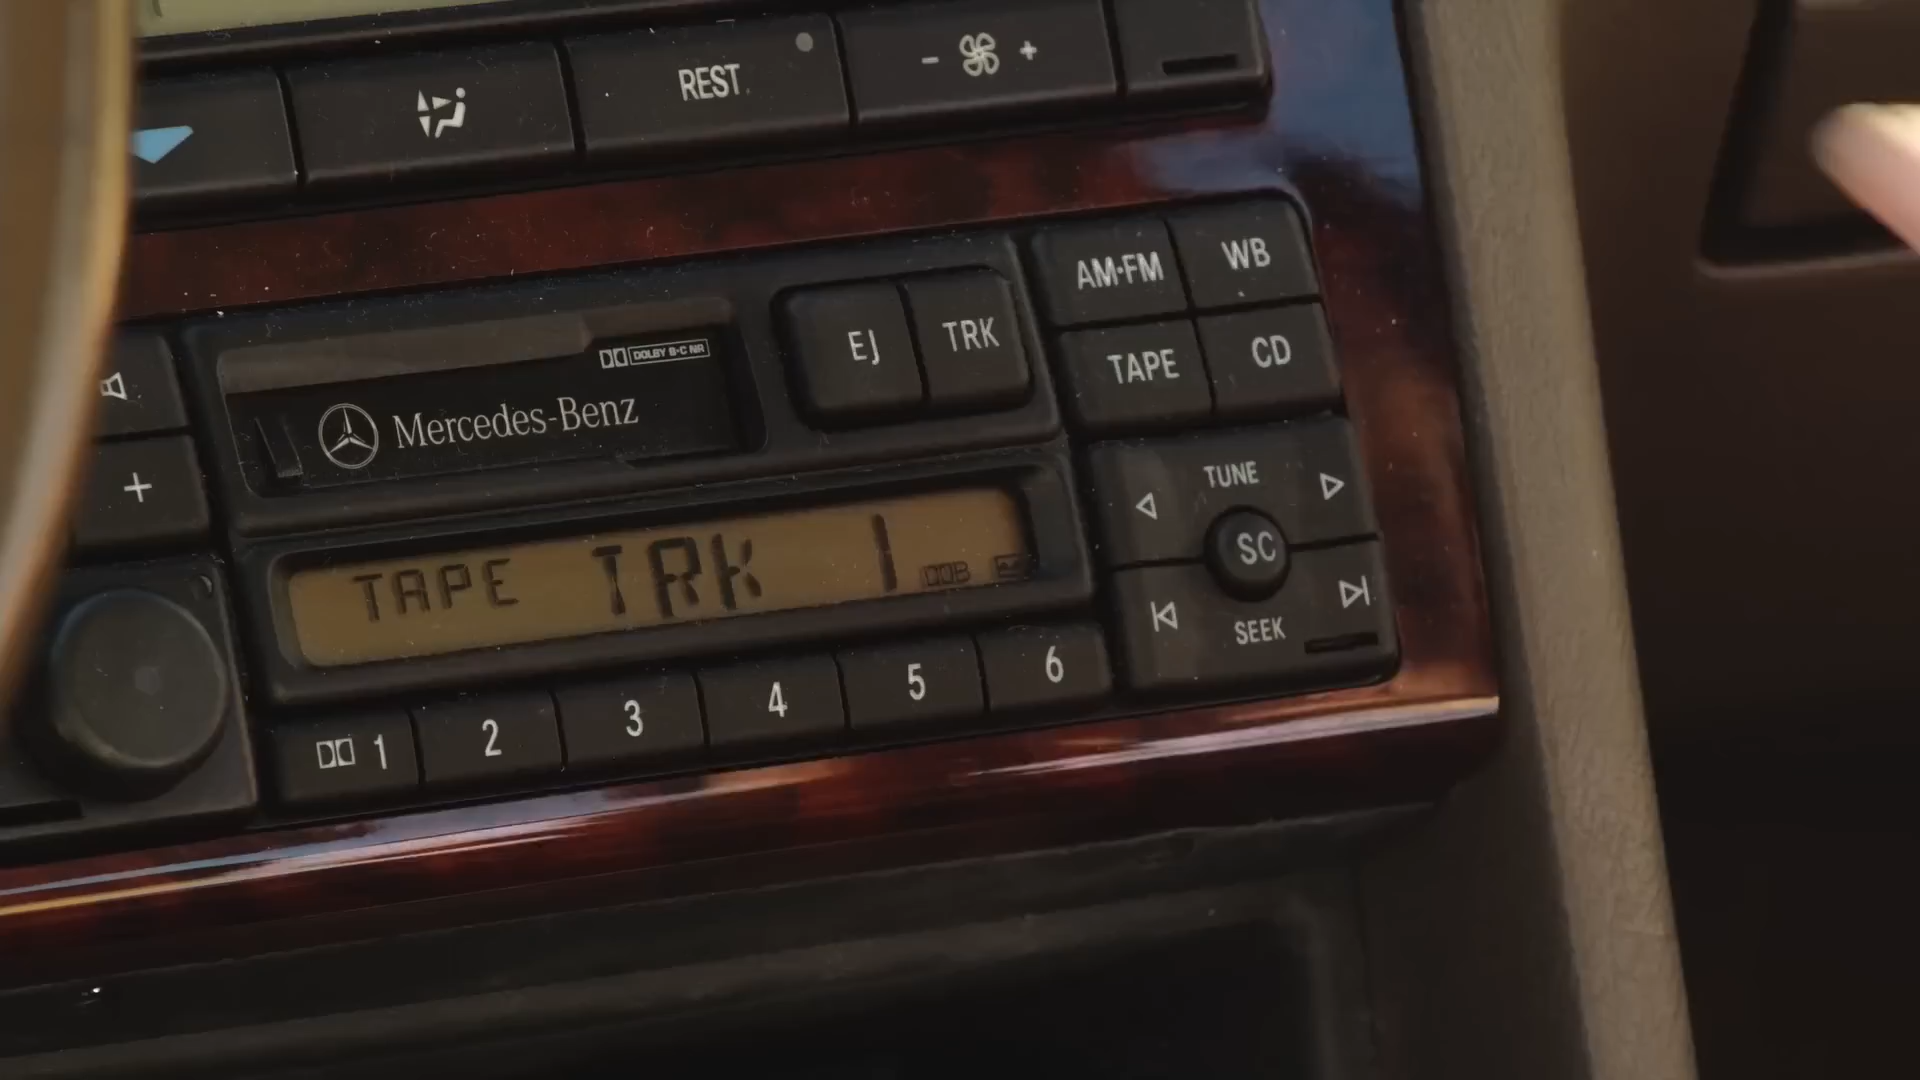 REST
- +
AM·FM WB
EJ TRK
DOLBY B·C NR
TAPE CD
Mercedes-Benz
+
TUNE
SC
SEEK
TAPE TRK 1
1 2 3 4 5 6